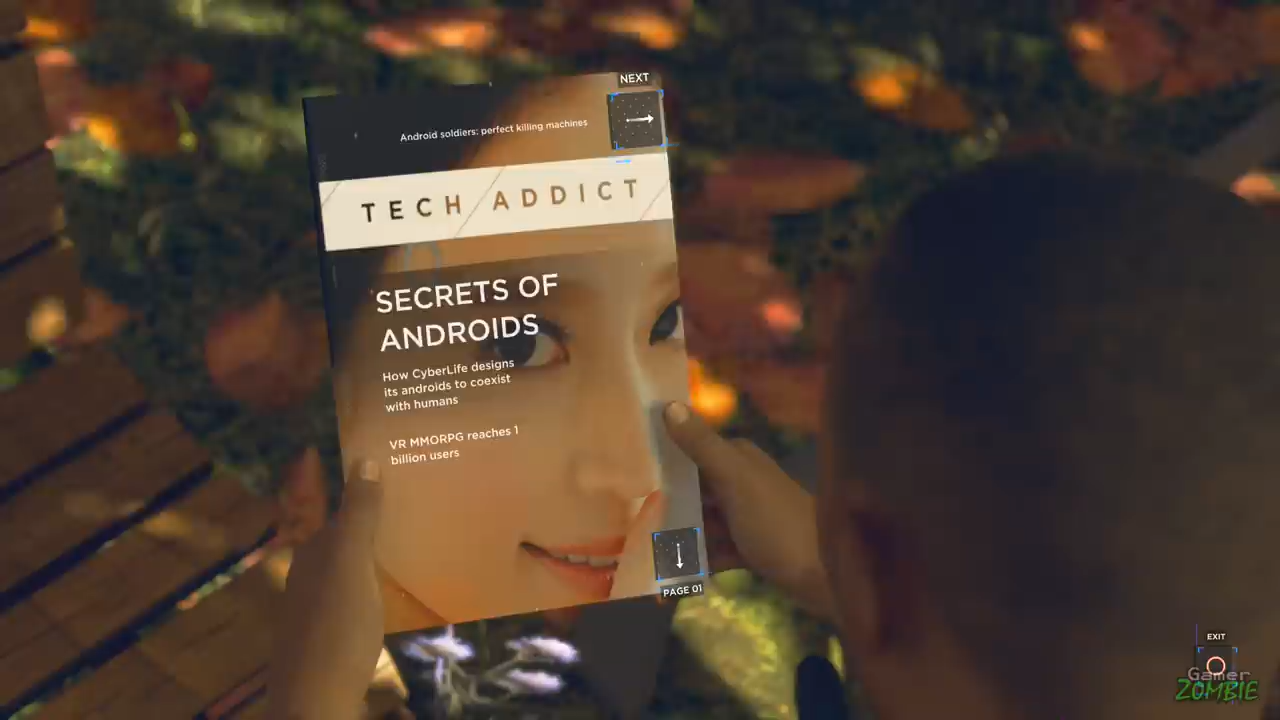 NEXT
Android soldiers: perfect killing machines
TECH ADDICT
SECRETS OF
ANDROIDS
How CyberLife designs
its androids to coexist
with humans
VR MMORPG reaches 1
billion users
PAGE 01
EXIT
Gamer
ZOMBIE